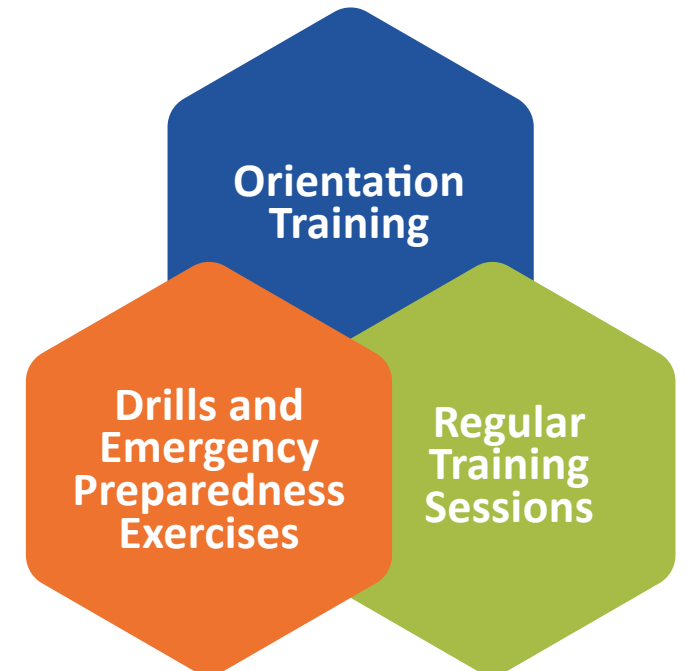 Orientation
Training
Drills and
Emergency
Preparedness
Exercises
Regular
Training
Sessions